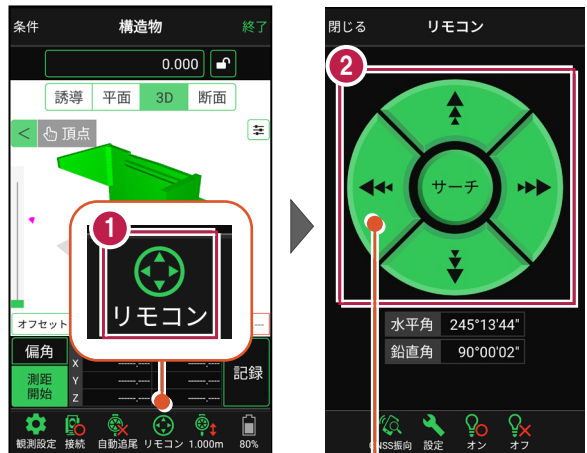 条件 構造物 終了
0.000
誘導 平面 3D 断面
< 頂点
1
リモコン
オフセット
偏角
測距
開始
X
Y
Z
記録
観測設定 接続 自動追尾 リモコン 1.000m 80%
閉じる リモコン
2
サーチ
水平角 245°13'44"
鉛直角 90°00'02"
GNSS振向 設定 オン オフ